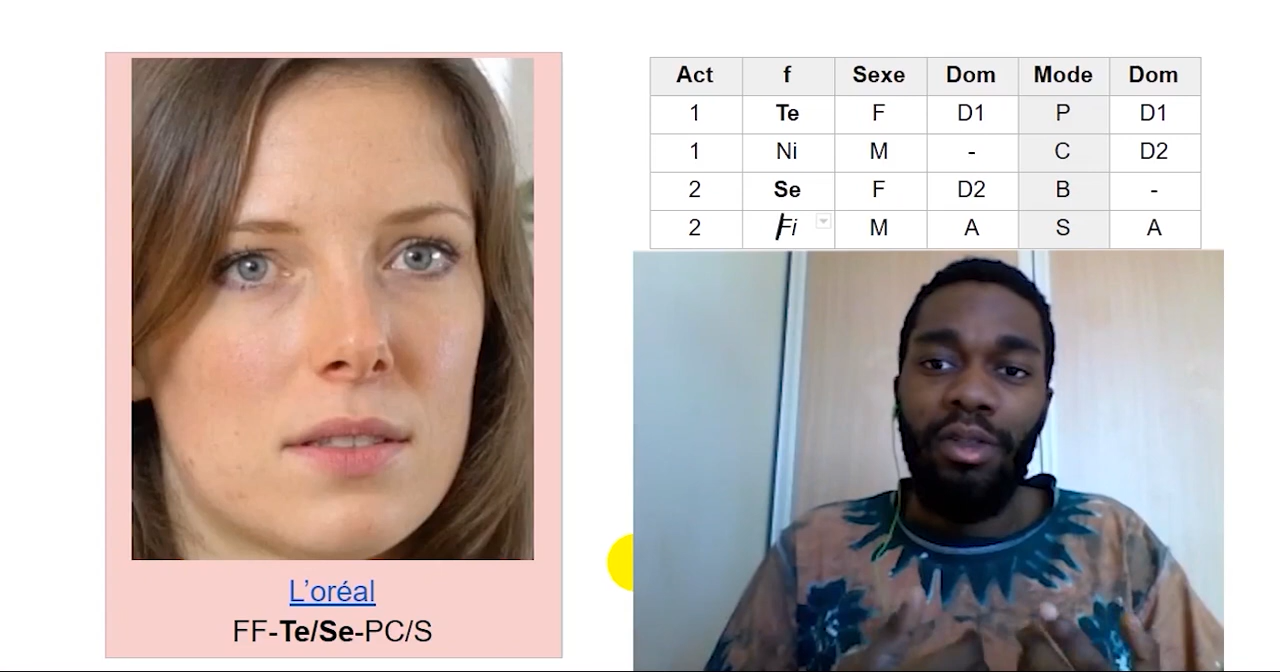 Act f Sexe Dom Mode Dom
1 Te F D1 P D1
1 Ni M - C D2
2 Se F D2 B -
2 Fi M A S A
L'oréal
FF-Te/Se-PC/S